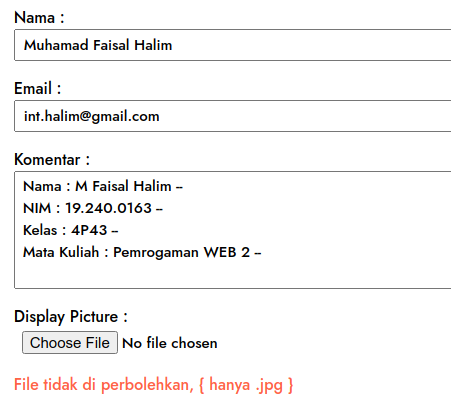 Nama :
Muhamad Faisal Halim
Email :
int.halim@gmail.com
Komentar :
Nama : M Faisal Halim --
NIM : 19.240.0163 --
Kelas : 4P43 --
Mata Kuliah : Pemrogaman WEB 2 --
Display Picture :
Choose File No file chosen
File tidak di perbolehkan, { hanya .jpg }